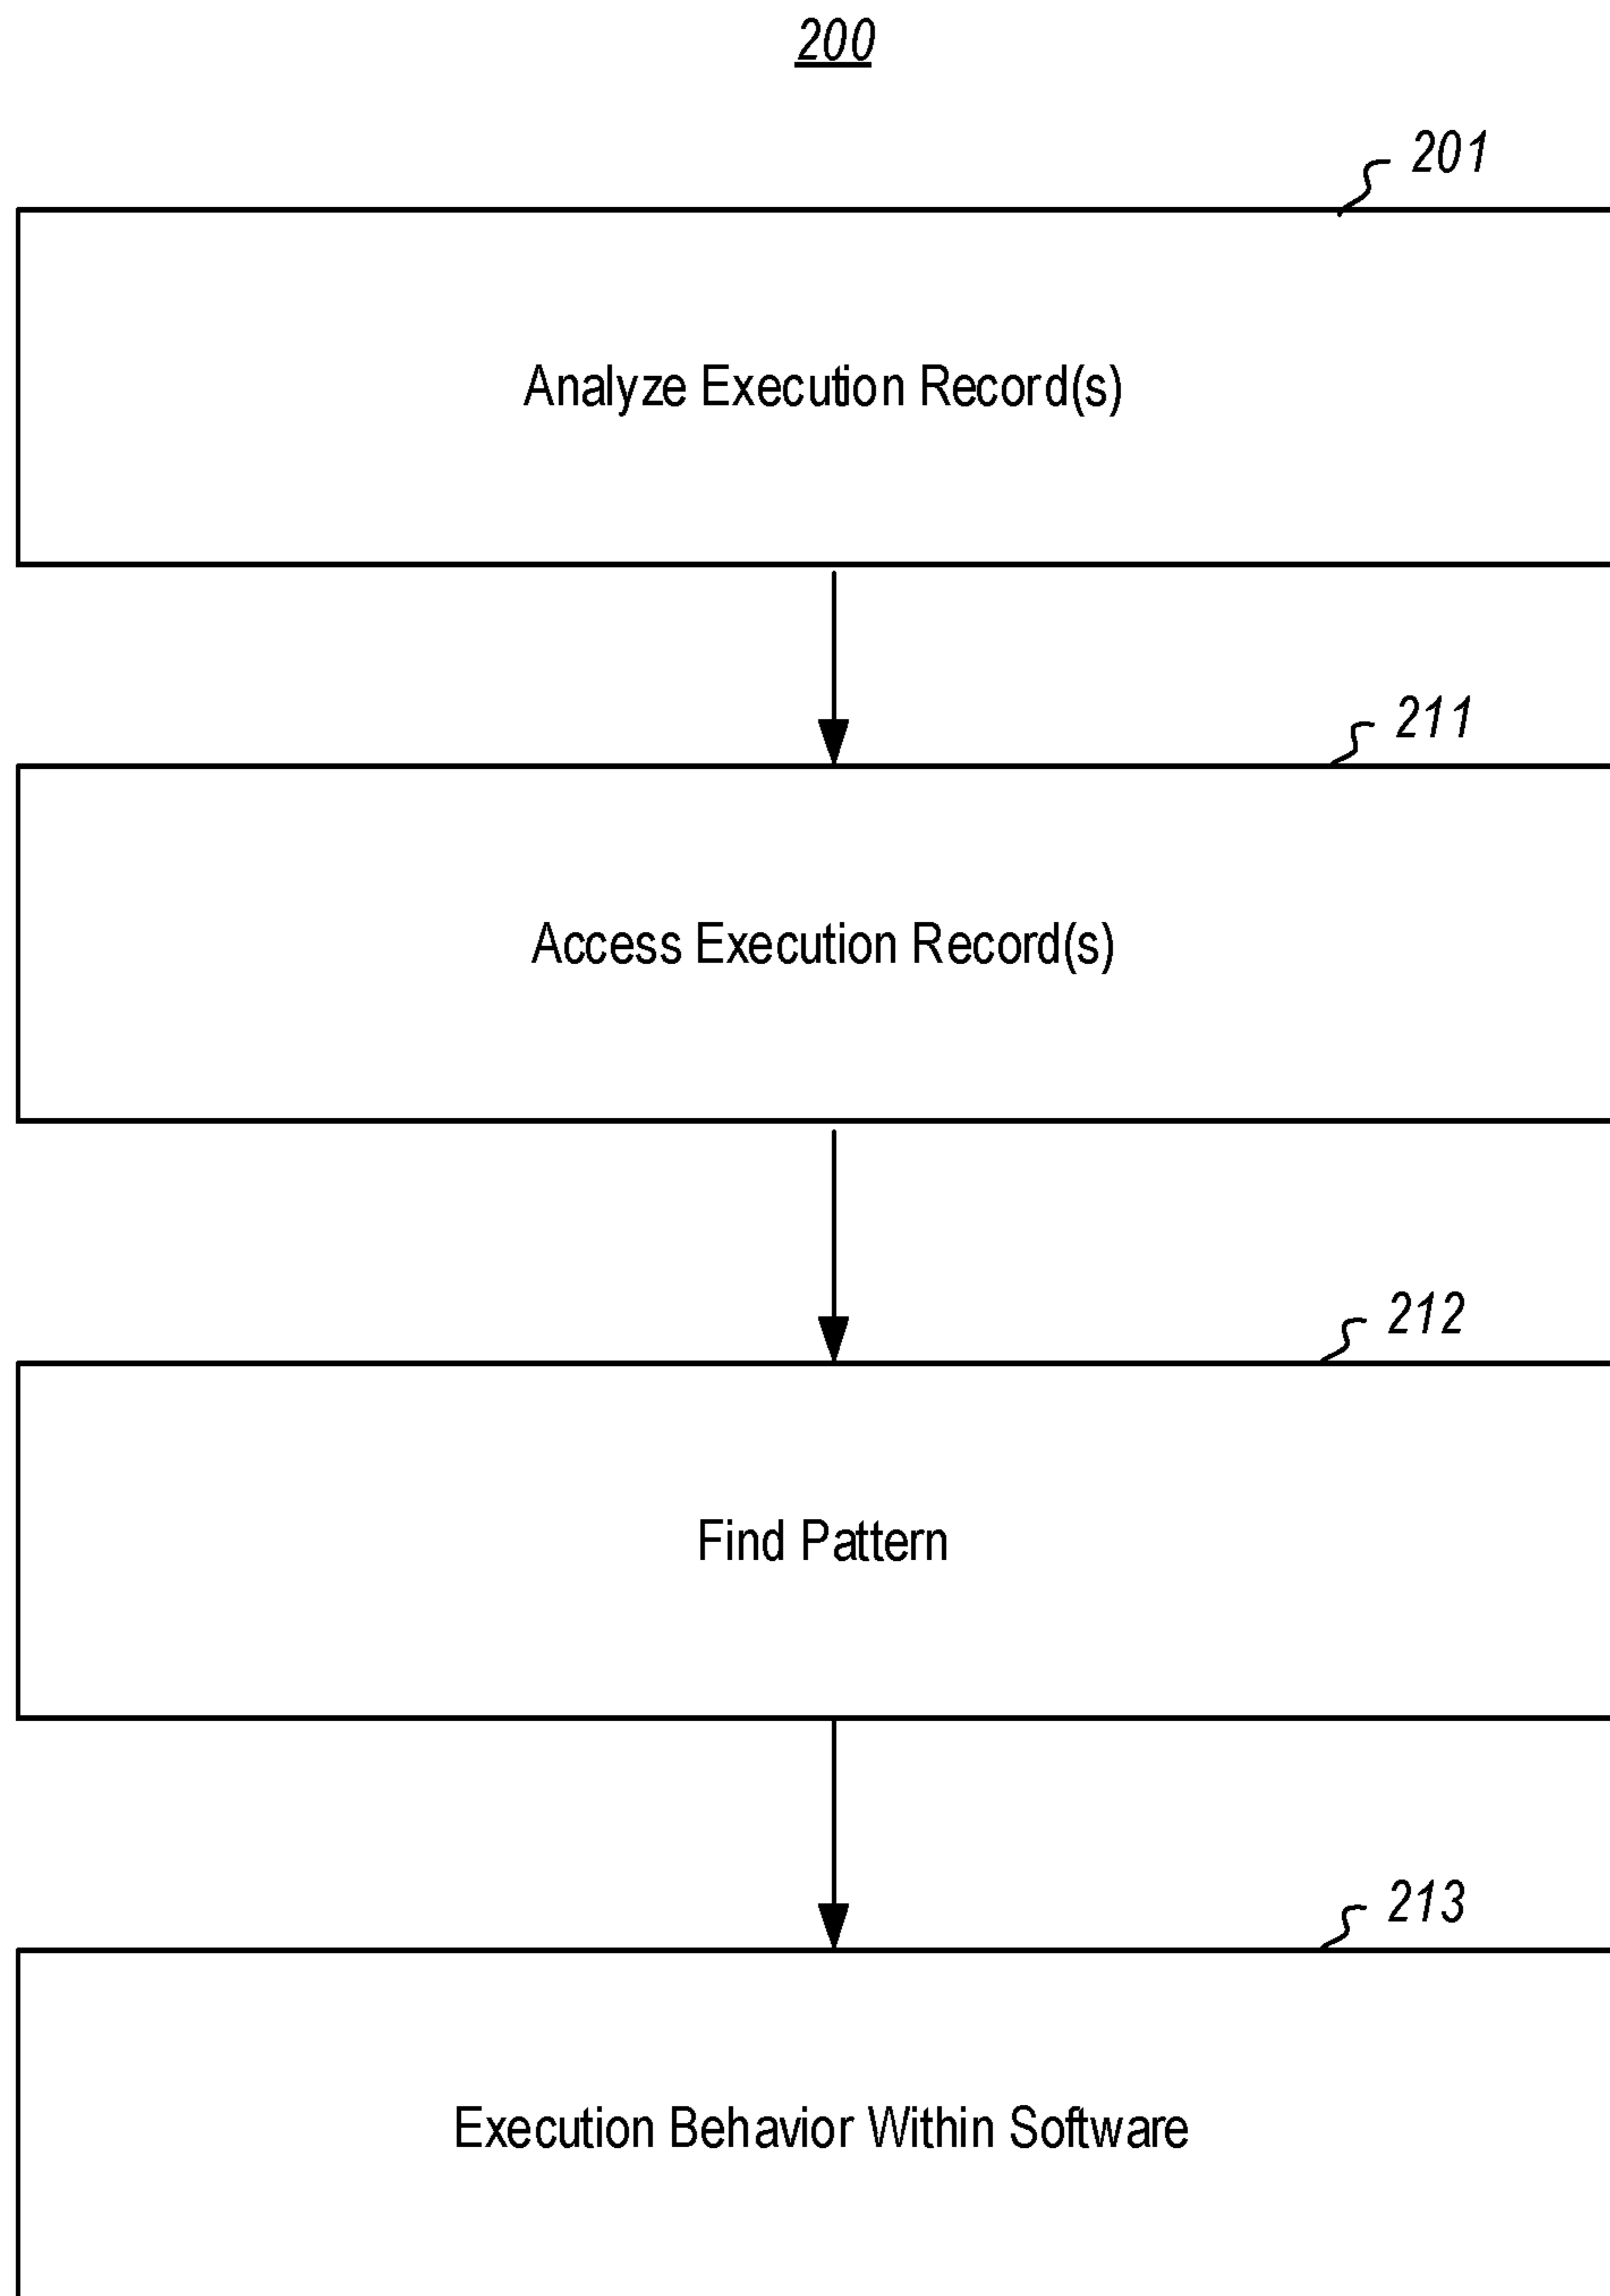 200
201
Analyze Execution Record(s)
211
Access Execution Record(s)
212
Find Pattern
213
Execution Behavior Within Software